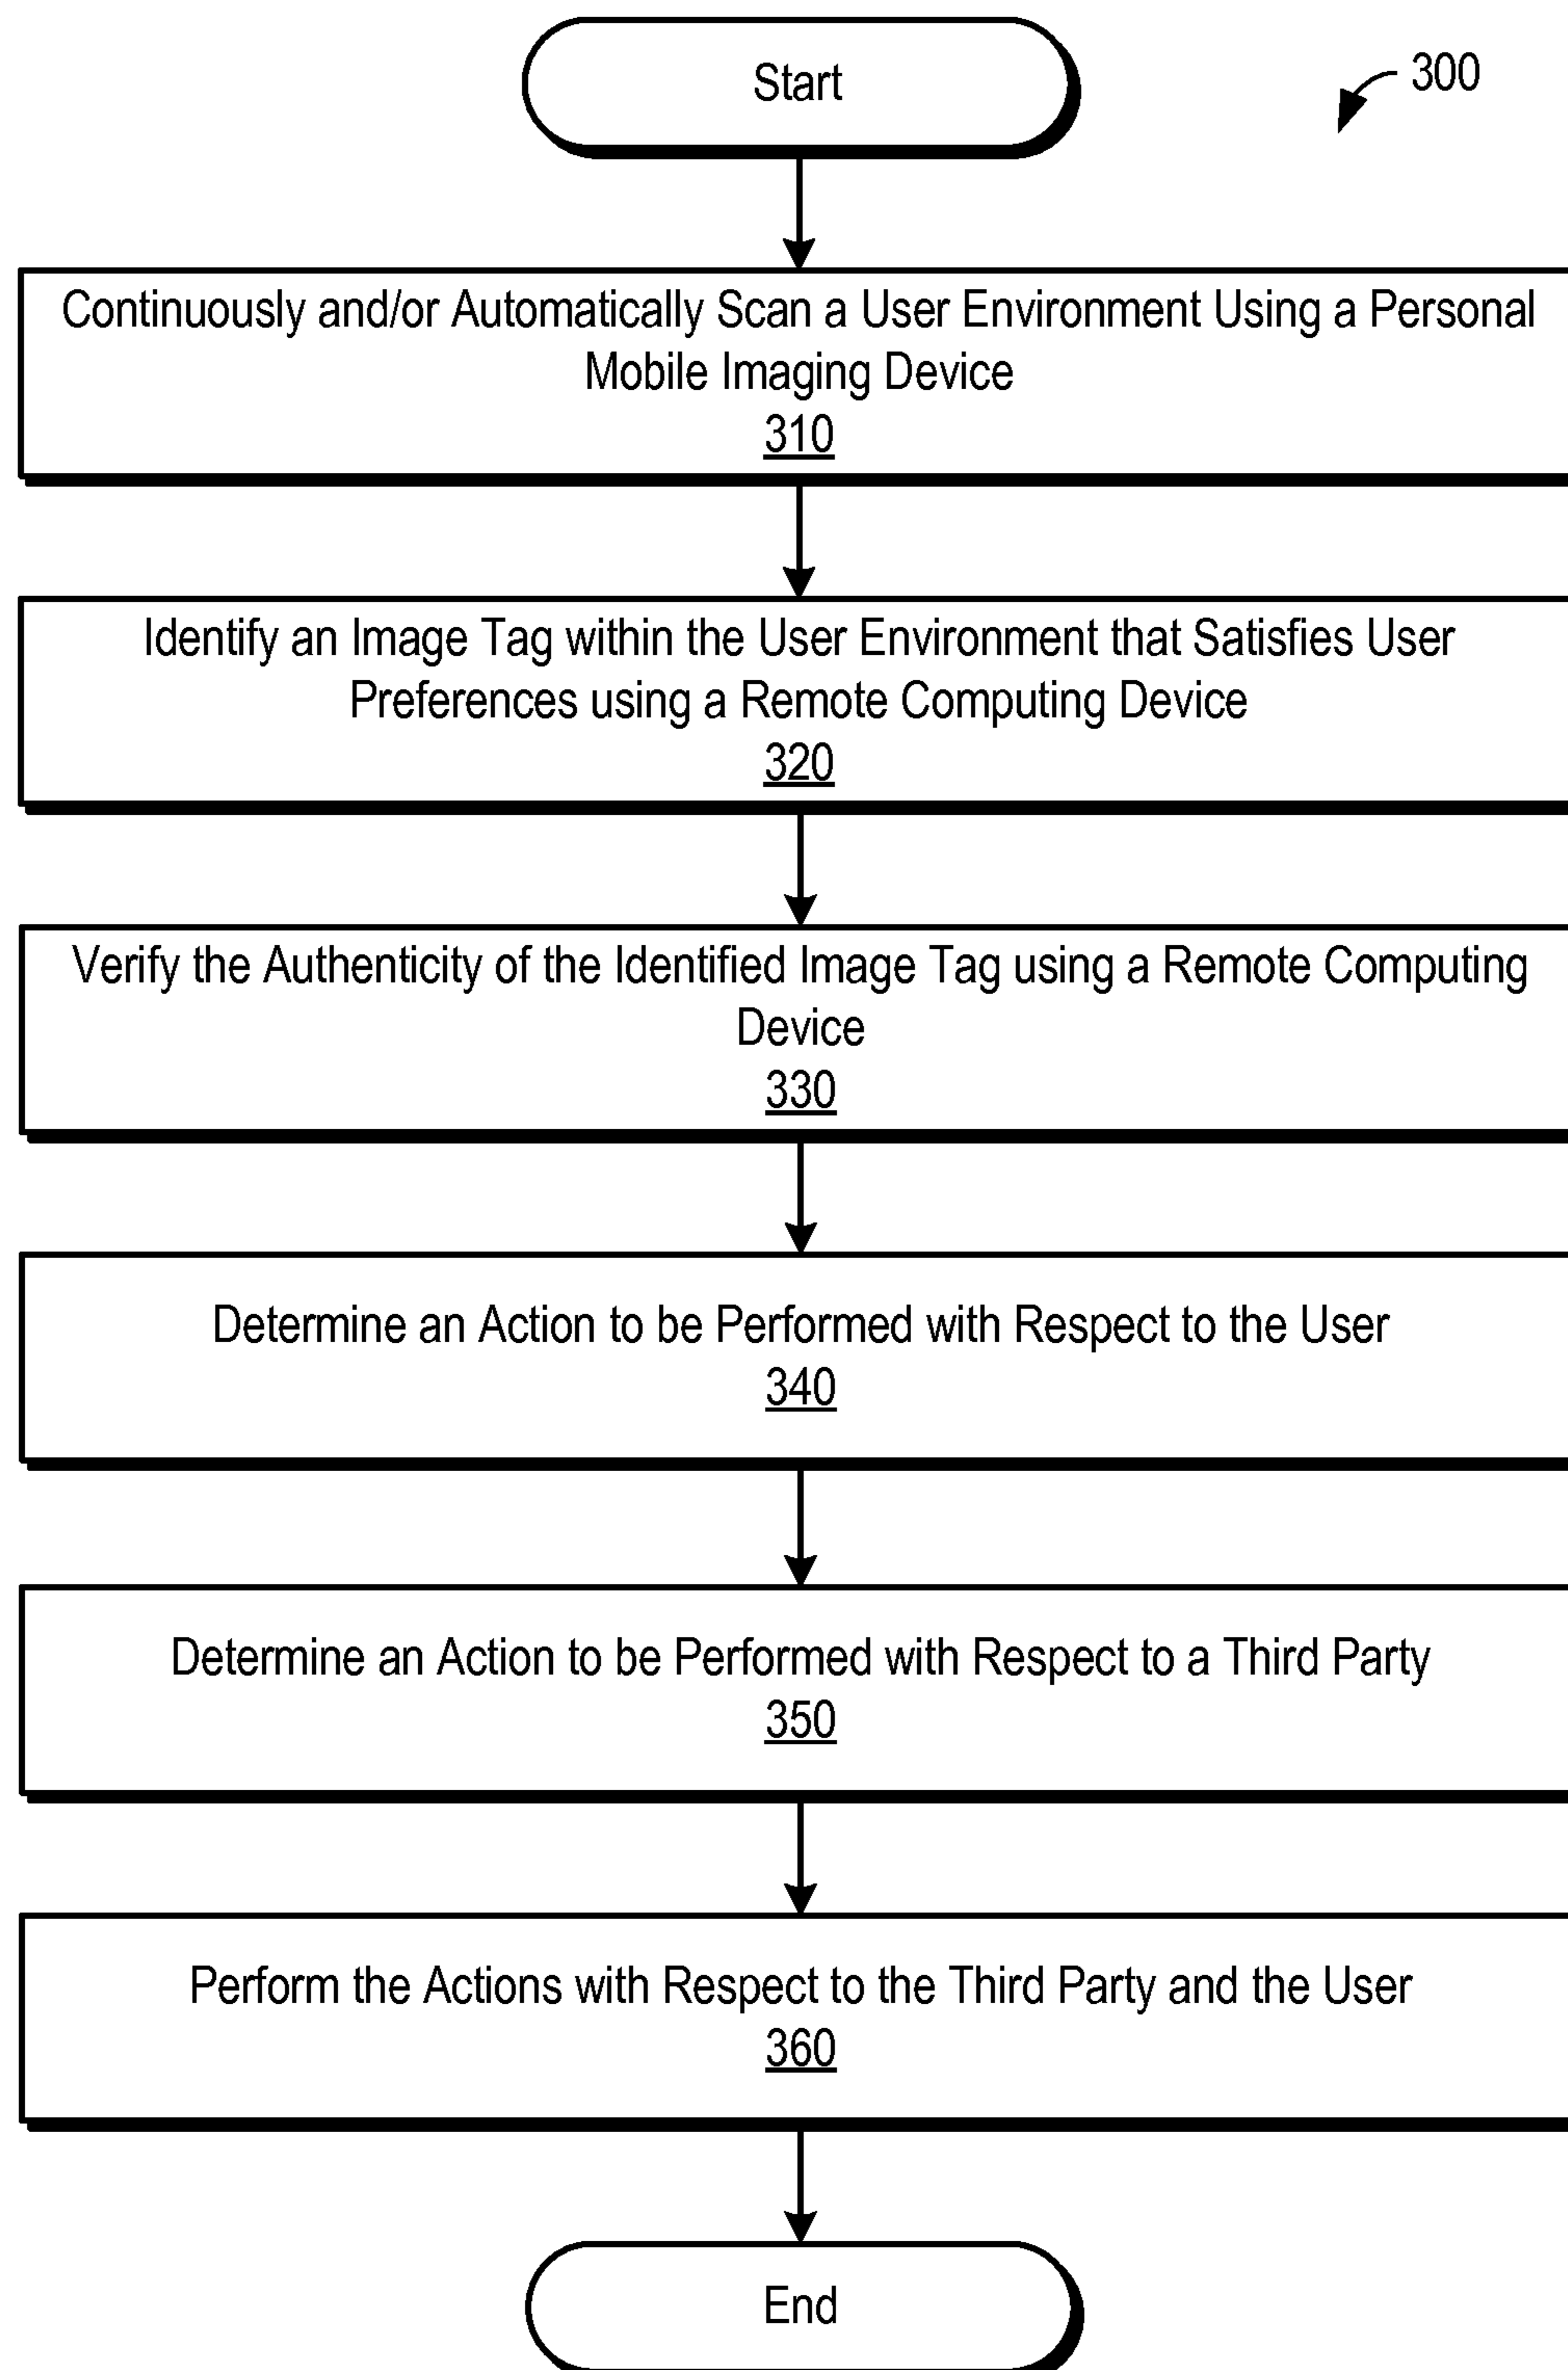 Start
300
Continuously and/or Automatically Scan a User Environment Using a Personal
Mobile Imaging Device
310
Identify an Image Tag within the User Environment that Satisfies User
Preferences using a Remote Computing Device
320
Verify the Authenticity of the Identified Image Tag using a Remote Computing
Device
330
Determine an Action to be Performed with Respect to the User
340
Determine an Action to be Performed with Respect to a Third Party
350
Perform the Actions with Respect to the Third Party and the User
360
End